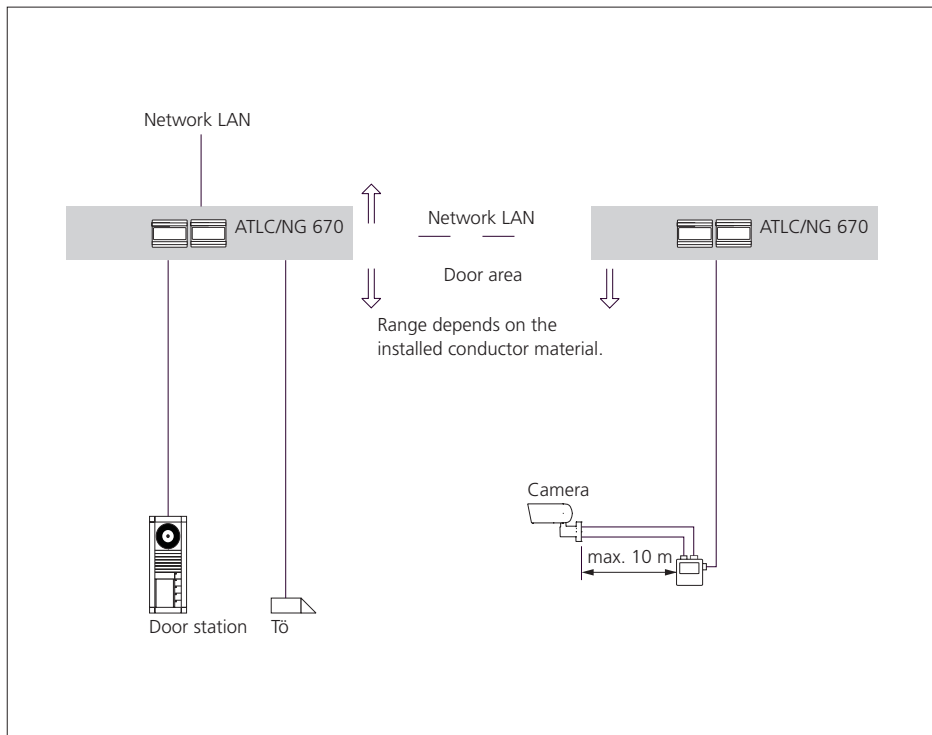 Network LAN
ATLC/NG 670
Network LAN
ATLC/NG 670
Door area
Range depends on the
installed conductor material.
Camera
max. 10 m
Door station
Tö